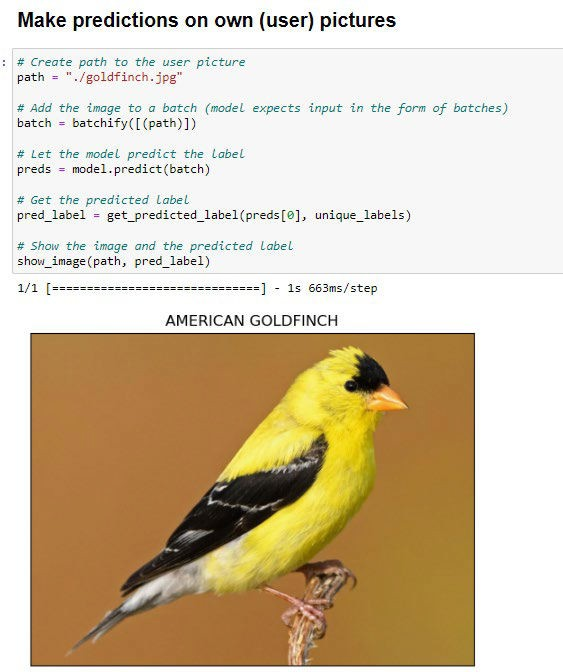 Make predictions on own (user) pictures
:
# Create path to the user picture
path = "./goldfinch.jpg"
# Add the image to a batch (model expects input in the form of batches)
batch = batchify([(path)])
# Let the model predict the label
preds = model.predict(batch)
# Get the predicted label
pred_label = get_predicted_label(preds[0], unique_labels)
# Show the image and the predicted label
show_image(path, pred_label)
1/1 [==============================] - 1s 663ms/step
AMERICAN GOLDFINCH